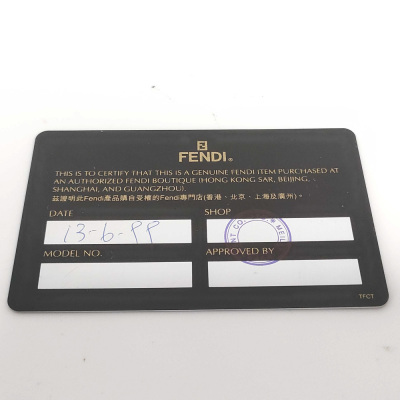 FENDI®
THIS IS TO CERTIFY THAT THIS IS A GENUINE FENDI ITEM PURCHASED AT
AN AUTHORIZED FENDI BOUTIQUE (HONG KONG SAR, BEIJING,
SHANGHAI, AND GUANGZHOU).
茲證明此Fendi產品購自受權的Fendi專門店(香港、北京、上海及廣州)。
DATE
SHOP
13-6-99
MODEL NO.
APPROVED BY
TFCT